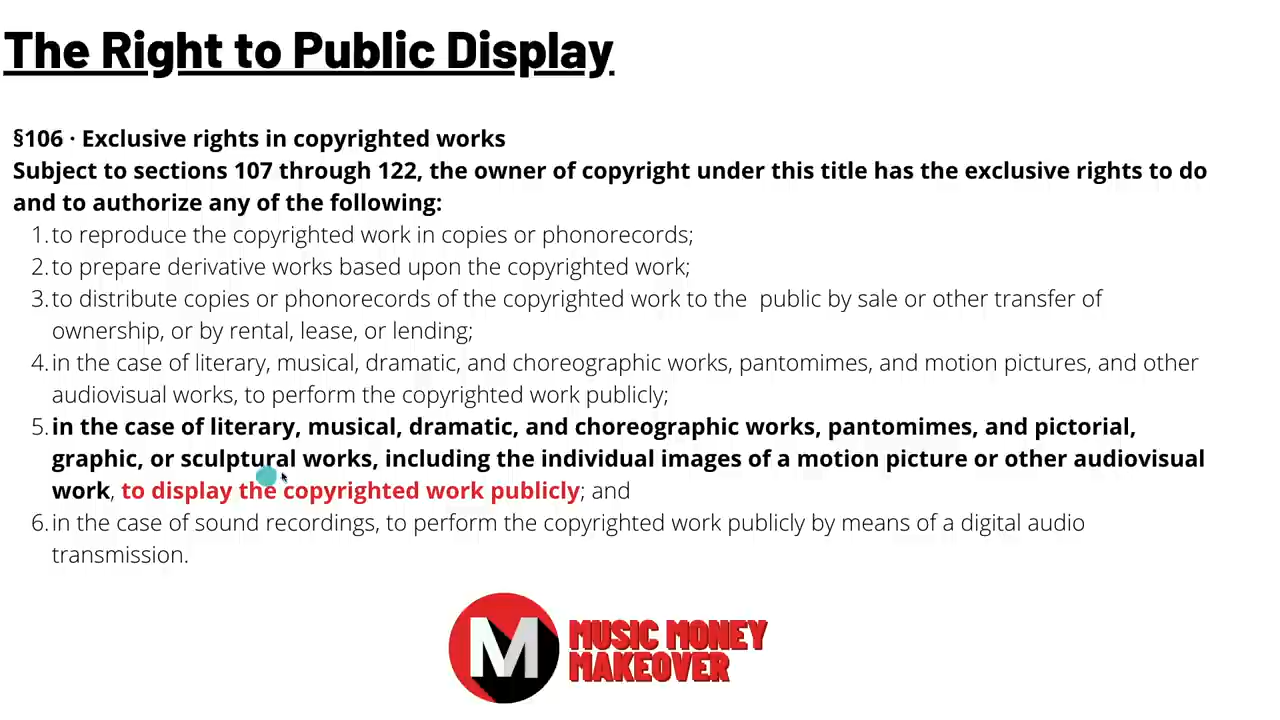 The Right to Public Display
§106 · Exclusive rights in copyrighted works
Subject to sections 107 through 122, the owner of copyright under this title has the exclusive rights to do
and to authorize any of the following:
1. to reproduce the copyrighted work in copies or phonorecords;
2. to prepare derivative works based upon the copyrighted work;
3. to distribute copies or phonorecords of the copyrighted work to the public by sale or other transfer of
ownership, or by rental, lease, or lending;
4. in the case of literary, musical, dramatic, and choreographic works, pantomimes, and motion pictures, and other
audiovisual works, to perform the copyrighted work publicly;
5. in the case of literary, musical, dramatic, and choreographic works, pantomimes, and pictorial,
graphic, or sculptural works, including the individual images of a motion picture or other audiovisual
work, to display the copyrighted work publicly; and
6. in the case of sound recordings, to perform the copyrighted work publicly by means of a digital audio
transmission.
M
MUSIC MONEY
MAKEOVER